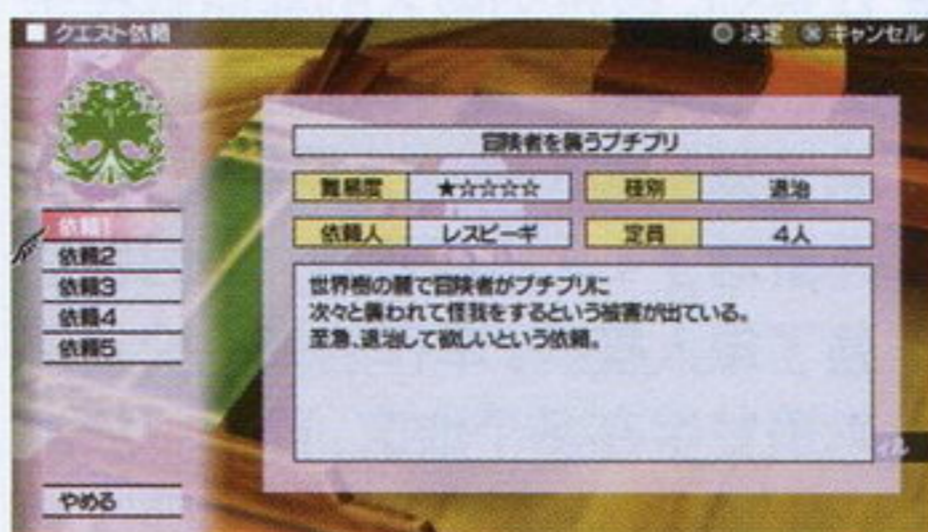 ■ クエスト依頼
◎ 決定 ⊗ キャンセル
冒険者を襲うプチプリ
難易度 ★☆☆☆☆ 種別 退治
依頼人 レスピーギ 定員 4人
依頼1
依頼2
依頼3
依頼4
依頼5
世界樹の麓で冒険者がプチプリに
次々と襲われて怪我をするという被害が出ている。
至急、退治して欲しいという依頼。
やめる